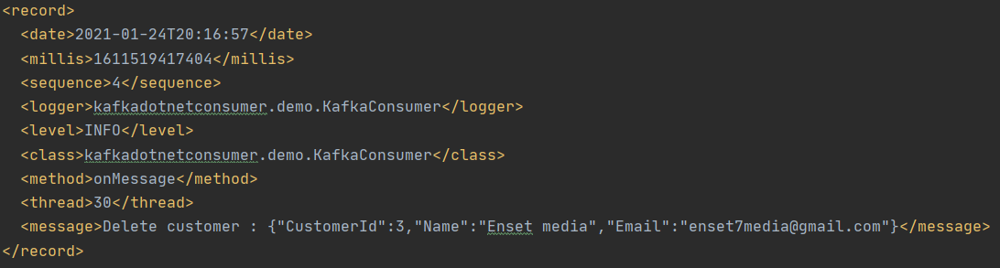 <record>
  <date>2021-01-24T20:16:57</date>
  <millis>1611519417404</millis>
  <sequence>4</sequence>
  <logger>kafkadotnetconsumer.demo.KafkaConsumer</logger>
  <level>INFO</level>
  <class>kafkadotnetconsumer.demo.KafkaConsumer</class>
  <method>onMessage</method>
  <thread>30</thread>
  <message>Delete customer : {"CustomerId":3,"Name":"Enset media","Email":"enset7media@gmail.com"}</message>
</record>